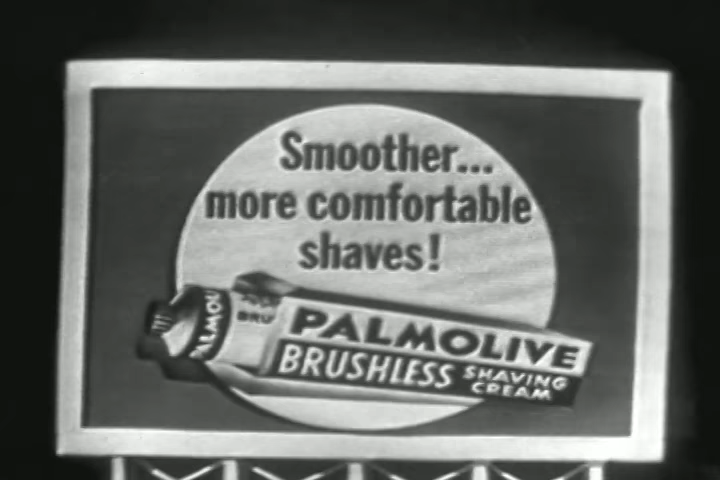 Smoother...
more comfortable
shaves!
PALMOLIVE
BRUSHLESS SHAVING
CREAM